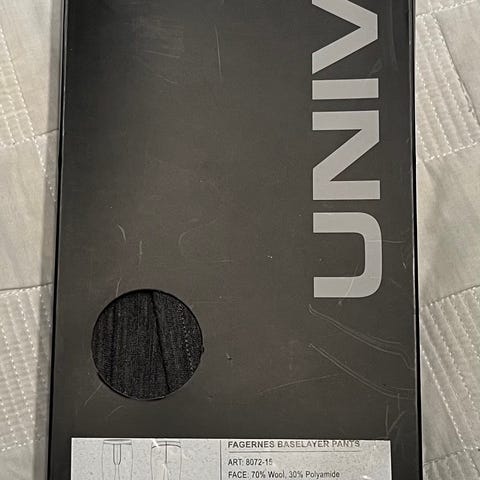 UNIV
FAGERNES BASELAYER PANTS
ART: 8072-15
FACE: 70% Wool, 30% Polyamide